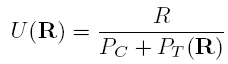 U(𝐑) = R / (P_C + P_T(𝐑))